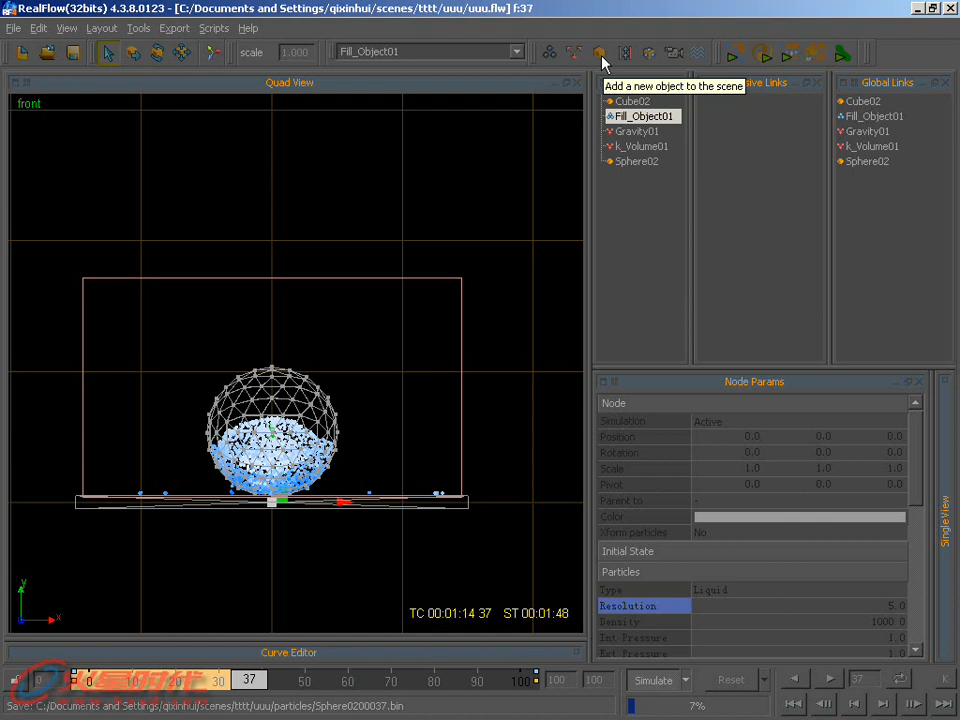 RealFlow(32bits) 4.3.8.0123 -- [C:/Documents and Settings/qixinhui/scenes/tttt/uuu/uuu.flw] f:37
File Edit View Layout Tools Export Scripts Help
scale 1.000 Fill_Object01
Add a new object to the scene
Quad View
Global Links
front
Cube02
Fill_Object01
Gravity01
k_Volume01
Sphere02
Cube02
Fill_Object01
Gravity01
k_Volume01
Sphere02
Node Params
Node
Simulation Active
Position 0.0 0.0 0.0
Rotation 0.0 0.0 0.0
Scale 1.0 1.0 1.0
Pivot 0.0 0.0 0.0
Parent to -
Color
Xform particles No
Initial State
Particles
Type Liquid
Resolution 5.0
Density 1000.0
Int Pressure 1.0
Ext Pressure 1.0
SingleView
y
x
TC 00:01:14 37 ST 00:01:48
Curve Editor
0 0 30 37 50 60 70 80 90 100 100 100
Simulate Reset 37 K
火星时代
Save: C:/Documents and Settings/qixinhui/scenes/tttt/uuu/particles/Sphere0200037.bin
7%